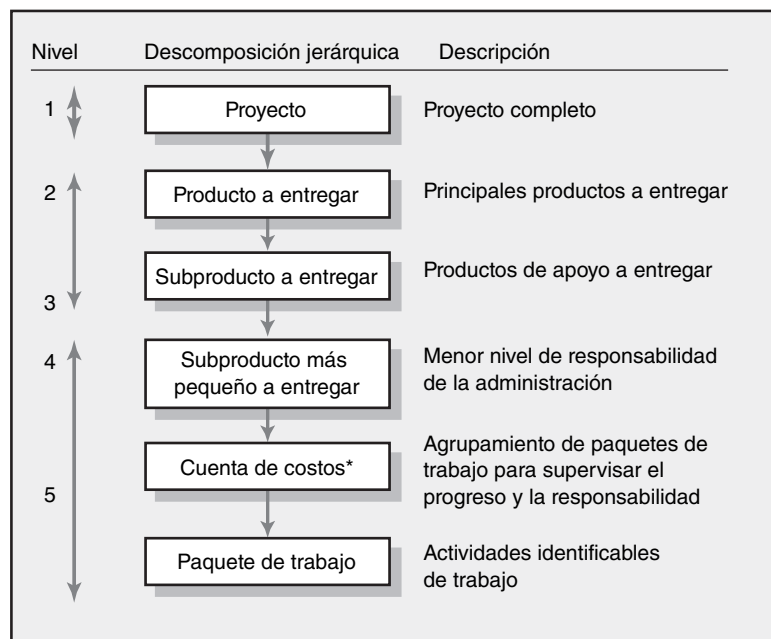 Nivel Descomposición jerárquica Descripción
1 Proyecto Proyecto completo
2 Producto a entregar Principales productos a entregar
Subproducto a entregar Productos de apoyo a entregar
3
4 Subproducto más Menor nivel de responsabilidad
pequeño a entregar de la administración
Cuenta de costos* Agrupamiento de paquetes de
trabajo para supervisar el
5 progreso y la responsabilidad
Paquete de trabajo Actividades identificables
de trabajo